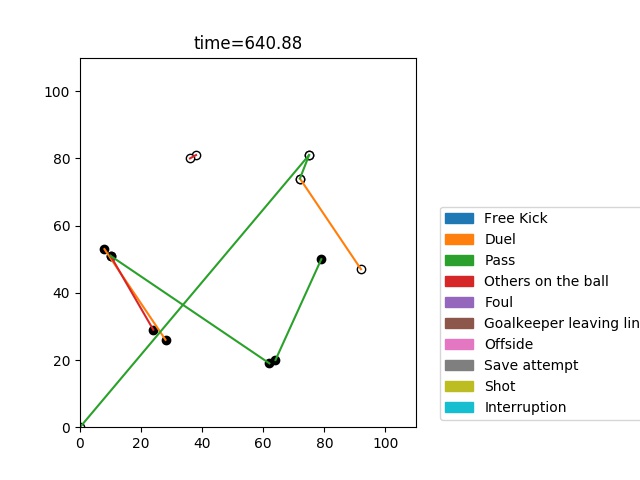 time=640.88
100
80
60
40
20
0
0 20 40 60 80 100
Free Kick
Duel
Pass
Others on the ball
Foul
Goalkeeper leaving lin
Offside
Save attempt
Shot
Interruption